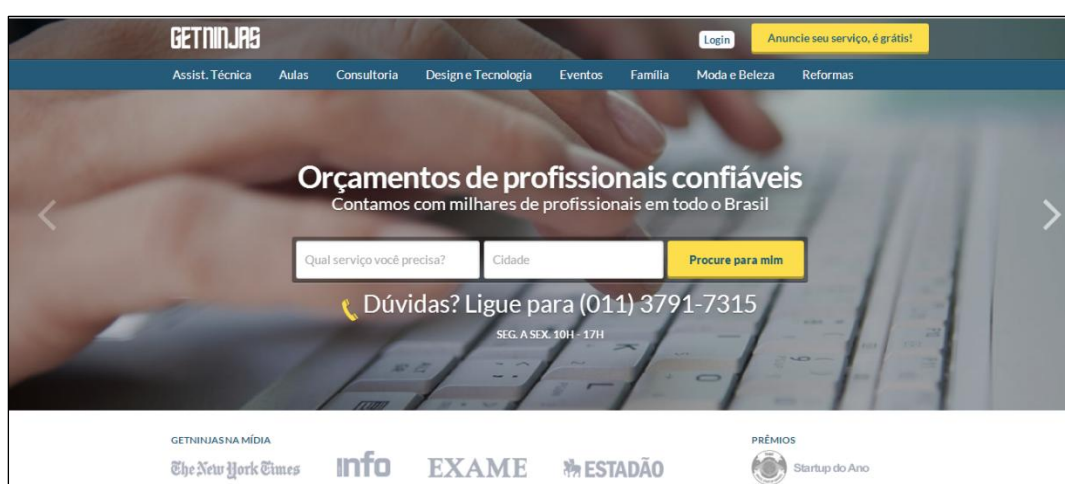 GETNINJAS
Login
Anuncie seu serviço, é grátis!
Assist. Técnica Aulas Consultoria Design e Tecnologia Eventos Família Moda e Beleza Reformas
Orçamentos de profissionais confiáveis
Contamos com milhares de profissionais em todo o Brasil
Qual serviço você precisa? Cidade Procure para mim
Dúvidas? Ligue para (011) 3791-7315
SEG. A SEX. 10H - 17H
GETNINJAS NA MÍDIA PRÊMIOS
The New York Times INFO EXAME ESTADÃO Startup do Ano